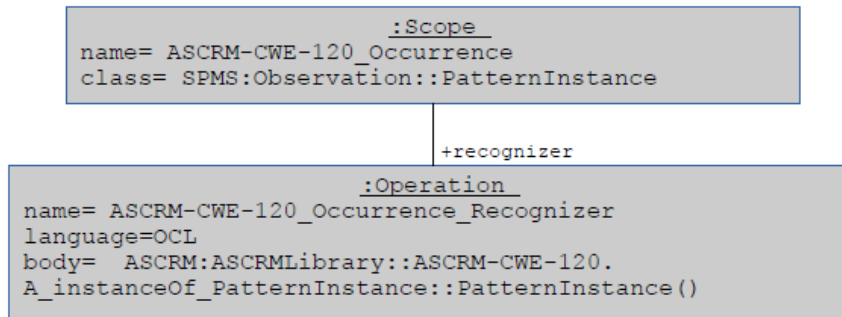 :Scope
name= ASCRM-CWE-120_Occurrence
class= SPMS:Observation::PatternInstance
+recognizer
:Operation
name= ASCRM-CWE-120_Occurrence_Recognizer
language=OCL
body=  ASCRM:ASCRMLibrary::ASCRM-CWE-120.
A_instanceOf_PatternInstance::PatternInstance()